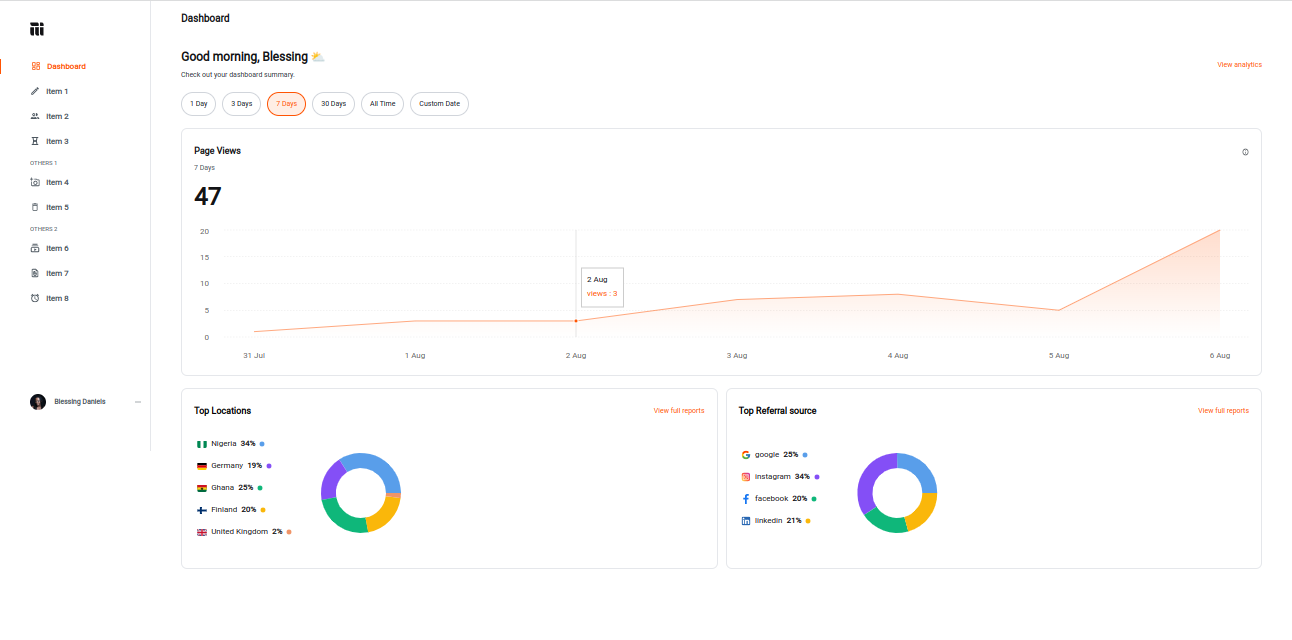 Dashboard
Good morning, Blessing
Check out your dashboard summary.
View analytics
Dashboard
Item 1
Item 2
Item 3
OTHERS 1
Item 4
Item 5
OTHERS 2
Item 6
Item 7
Item 8
Blessing Daniels
1 Day
3 Days
7 Days
30 Days
All Time
Custom Date
Page Views
7 Days
47
20
15
10
5
0
2 Aug
views : 3
31 Jul
1 Aug
2 Aug
3 Aug
4 Aug
5 Aug
6 Aug
Top Locations
View full reports
Nigeria 34%
Germany 19%
Ghana 25%
Finland 20%
United Kingdom 2%
Top Referral source
View full reports
google 25%
instagram 34%
facebook 20%
linkedin 21%